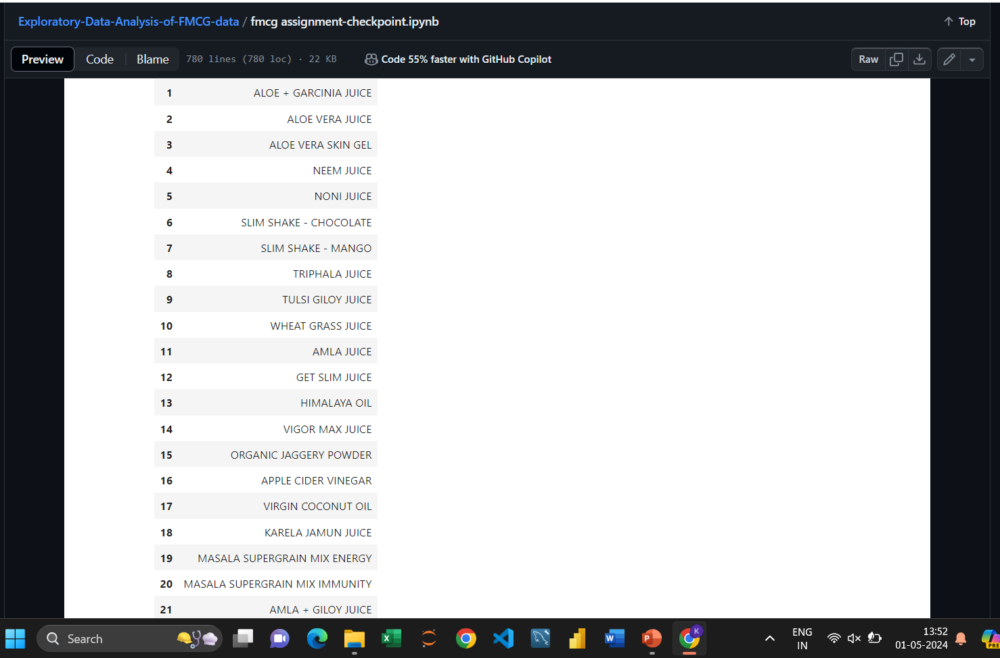 Exploratory-Data-Analysis-of-FMCG-data / fmcg assignment-checkpoint.ipynb
Top
Preview Code Blame 780 lines (780 loc) · 22 KB Code 55% faster with GitHub Copilot Raw
1 ALOE + GARCINIA JUICE
2 ALOE VERA JUICE
3 ALOE VERA SKIN GEL
4 NEEM JUICE
5 NONI JUICE
6 SLIM SHAKE - CHOCOLATE
7 SLIM SHAKE - MANGO
8 TRIPHALA JUICE
9 TULSI GILOY JUICE
10 WHEAT GRASS JUICE
11 AMLA JUICE
12 GET SLIM JUICE
13 HIMALAYA OIL
14 VIGOR MAX JUICE
15 ORGANIC JAGGERY POWDER
16 APPLE CIDER VINEGAR
17 VIRGIN COCONUT OIL
18 KARELA JAMUN JUICE
19 MASALA SUPERGRAIN MIX ENERGY
20 MASALA SUPERGRAIN MIX IMMUNITY
21 AMLA + GILOY JUICE
Search
X
W
P
K
ENG
IN
13:52
01-05-2024
PRE